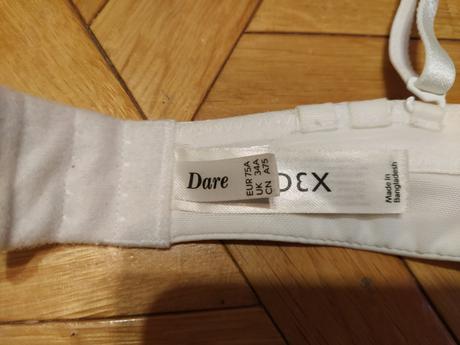 Dare
EUR 75A
UK 34A
CN A75
Made in
Bangladesh